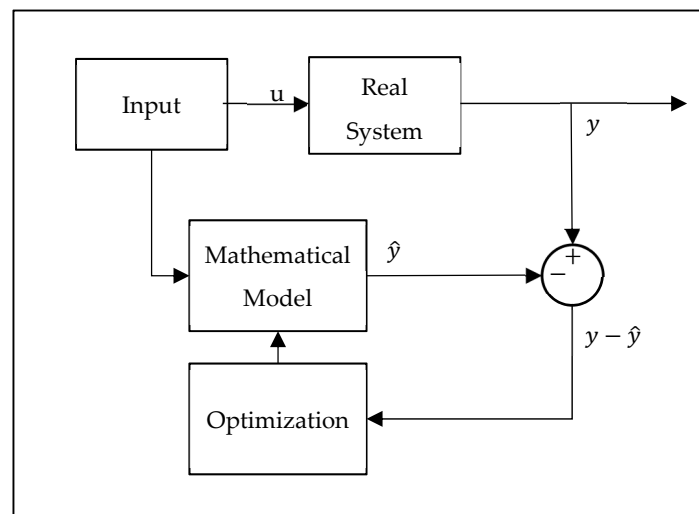 Input
u
Real
System
y
Mathematical
Model
ŷ
+
−
y − ŷ
Optimization